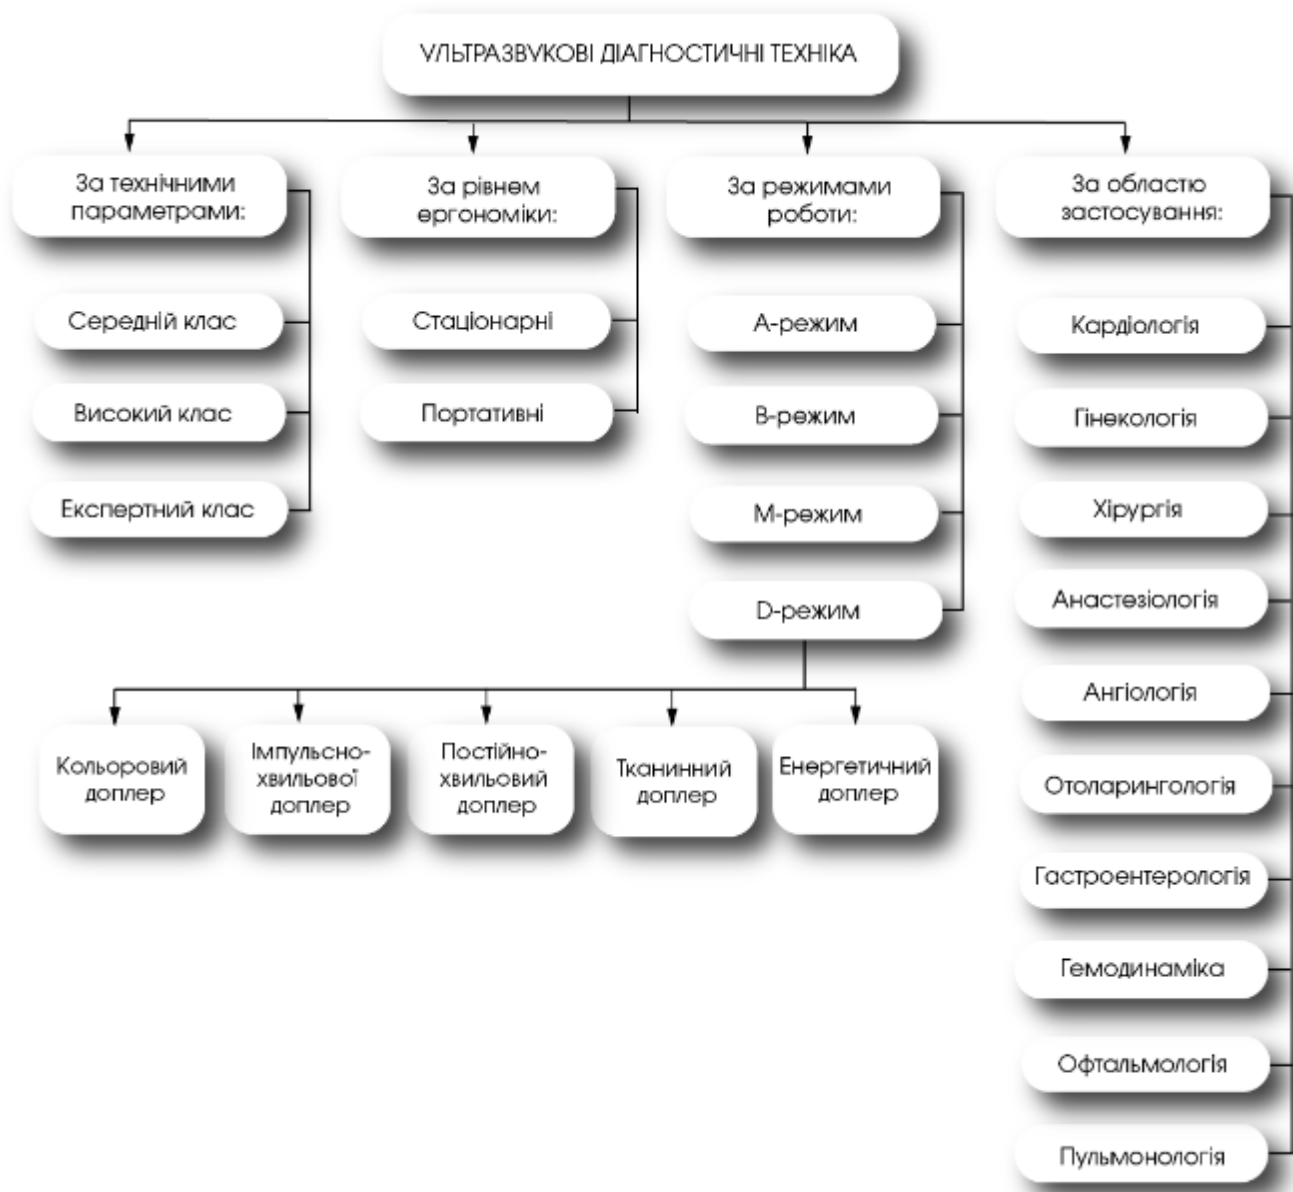 УЛЬТРАЗВУКОВІ ДІАГНОСТИЧНІ ТЕХНІКА
За технічними
параметрами:
Середній клас
Високий клас
Експертний клас
За рівнем
ергономіки:
Стаціонарні
Портативні
За режимами
роботи:
А-режим
В-режим
М-режим
D-режим
Кольоровий
доплер
Імпульсно-
хвильової
доплер
Постійно-
хвильовий
доплер
Тканинний
доплер
Енергетичний
доплер
За областю
застосування:
Кардіологія
Гінекологія
Хірургія
Анастезіологія
Ангіологія
Отоларингологія
Гастроентерологія
Гемодинаміка
Офтальмологія
Пульмонологія